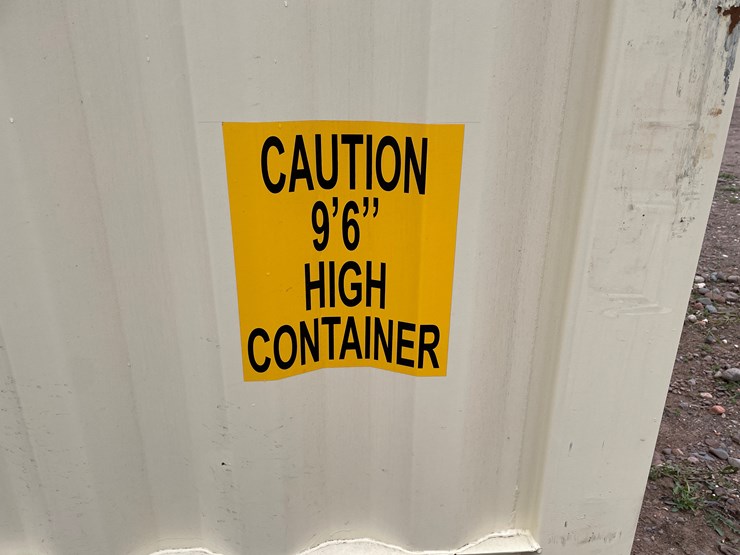 CAUTION
9’6”
HIGH
CONTAINER